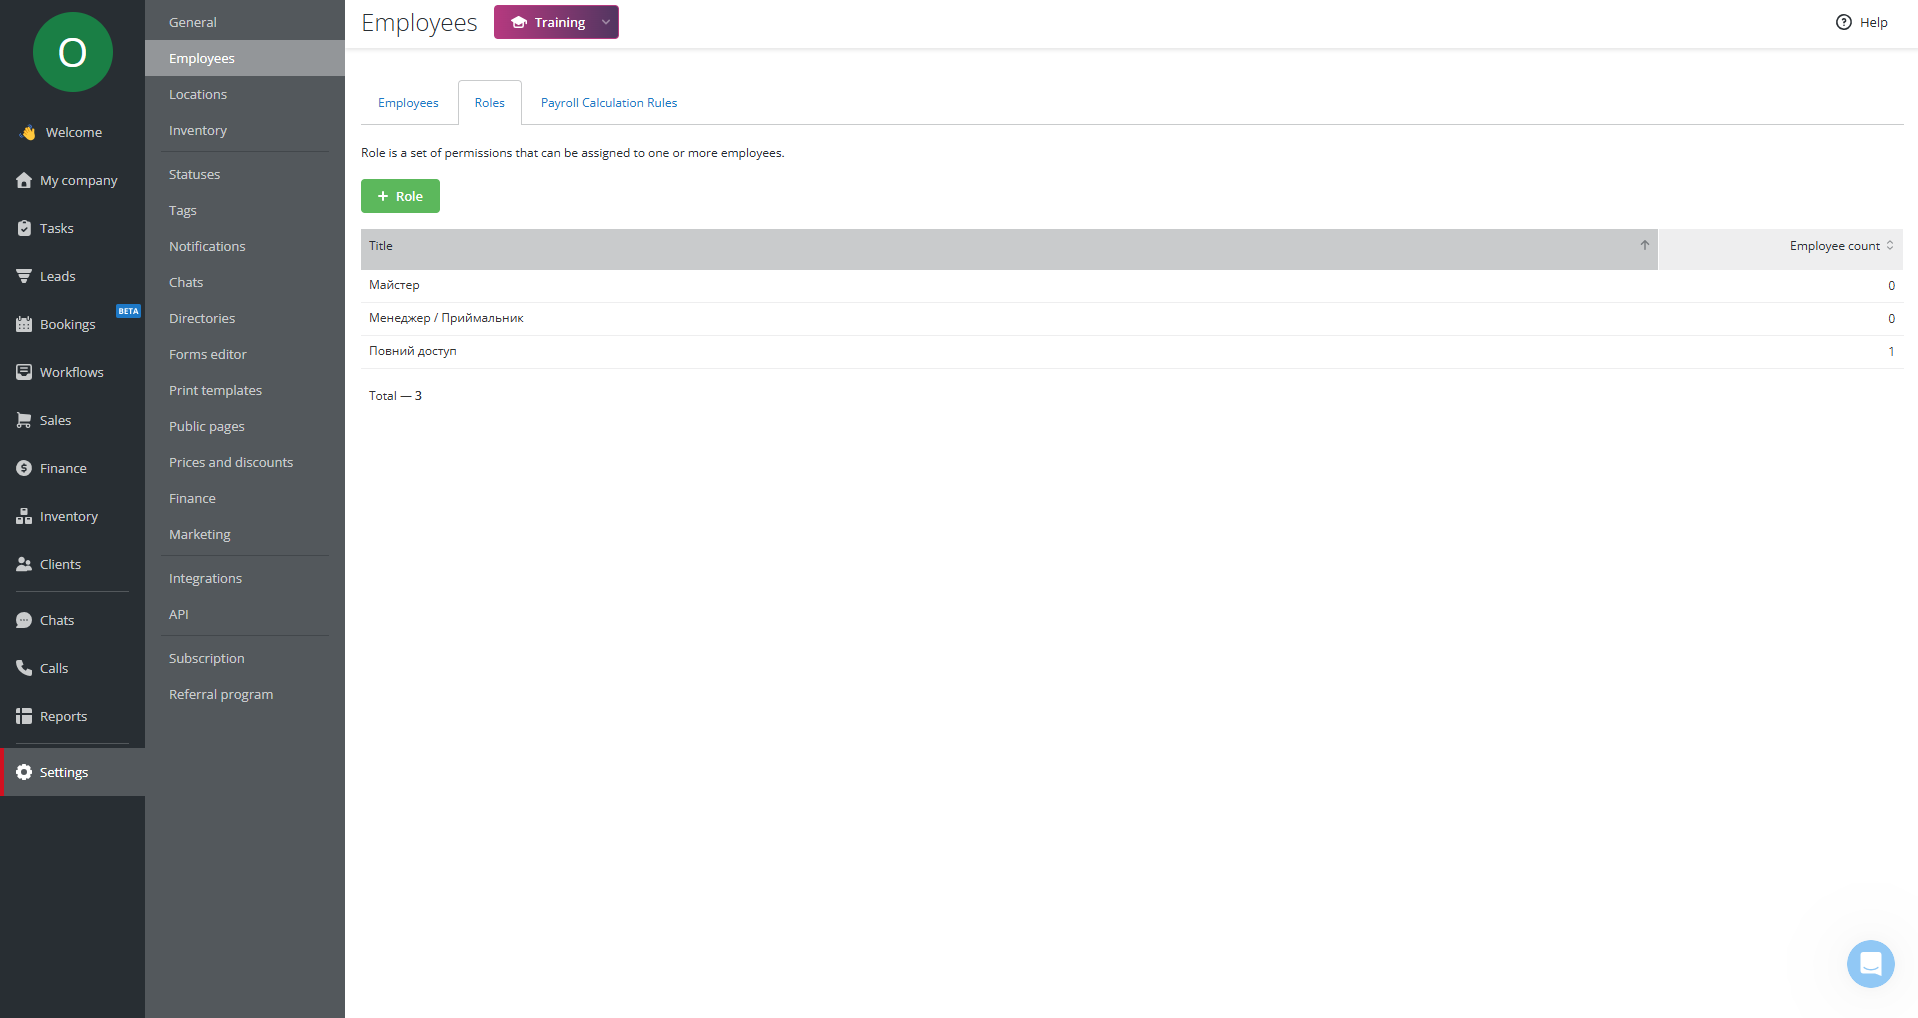 O
Welcome
My company
Tasks
Leads
Bookings
BETA
Workflows
Sales
Finance
Inventory
Clients
Chats
Calls
Reports
Settings
General
Employees
Locations
Inventory
Statuses
Tags
Notifications
Chats
Directories
Forms editor
Print templates
Public pages
Prices and discounts
Finance
Marketing
Integrations
API
Subscription
Referral program
Employees
Training
Help
Employees
Roles
Payroll Calculation Rules
Role is a set of permissions that can be assigned to one or more employees.
+ Role
Title
Employee count
Майстер
0
Менеджер / Приймальник
0
Повний доступ
1
Total — 3